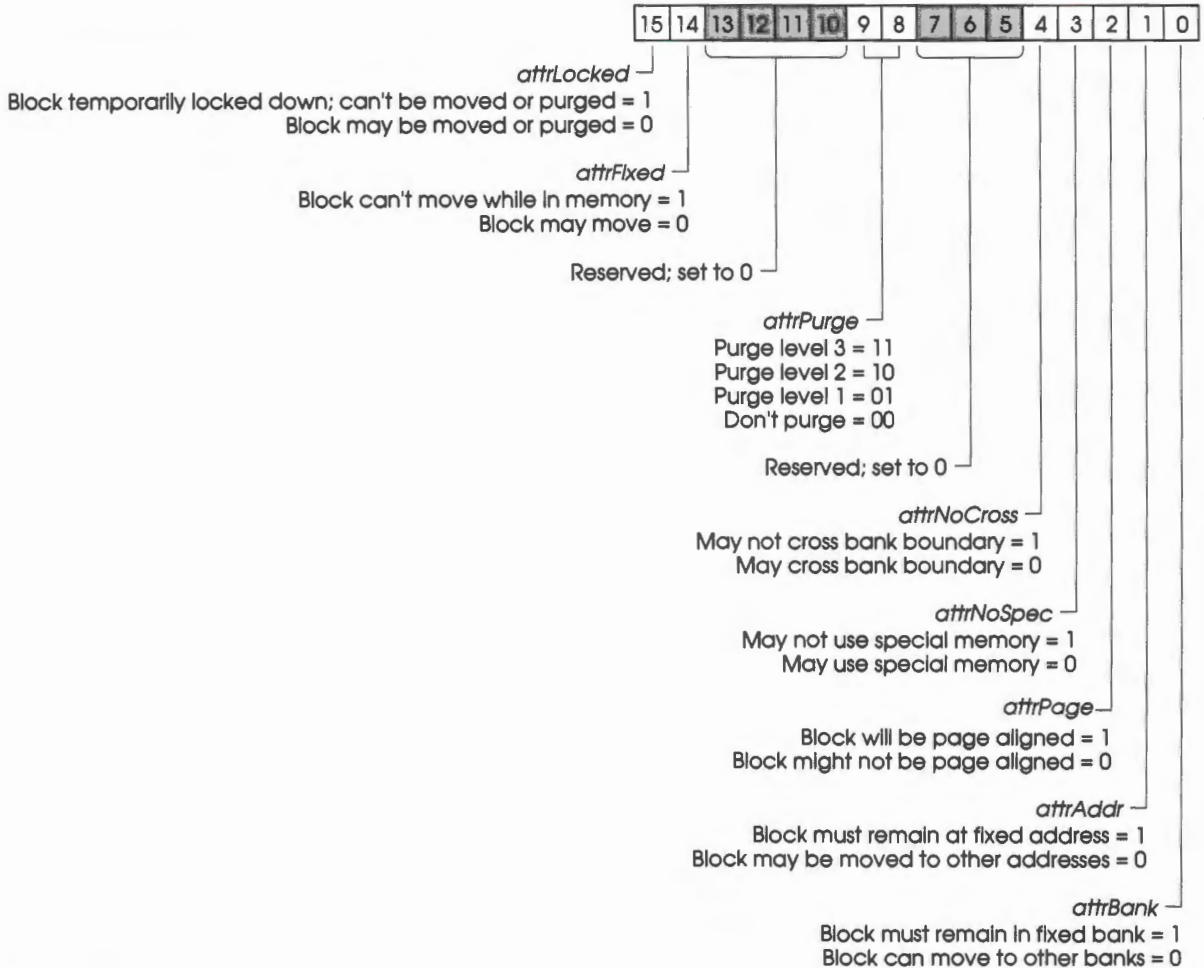 15 14 13 12 11 10 9 8 7 6 5 4 3 2 1 0
attrLocked
Block temporarily locked down; can't be moved or purged = 1
Block may be moved or purged = 0
attrFixed
Block can't move while in memory = 1
Block may move = 0
Reserved; set to 0
attrPurge
Purge level 3 = 11
Purge level 2 = 10
Purge level 1 = 01
Don't purge = 00
Reserved; set to 0
attrNoCross
May not cross bank boundary = 1
May cross bank boundary = 0
attrNoSpec
May not use special memory = 1
May use special memory = 0
attrPage
Block will be page aligned = 1
Block might not be page aligned = 0
attrAddr
Block must remain at fixed address = 1
Block may be moved to other addresses = 0
attrBank
Block must remain in fixed bank = 1
Block can move to other banks = 0